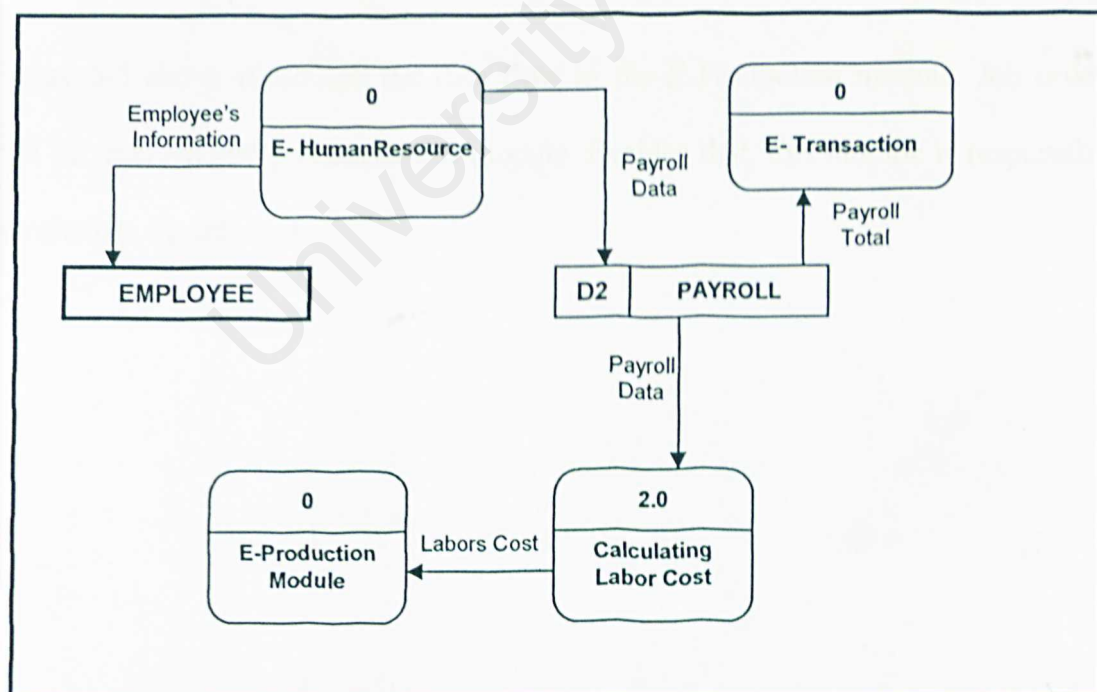 University
0
E- HumanResource
Employee's
Information
Payroll
Data
0
E- Transaction
Payroll
Total
EMPLOYEE
D2 PAYROLL
Payroll
Data
0
E-Production
Module
Labors Cost
2.0
Calculating
Labor Cost